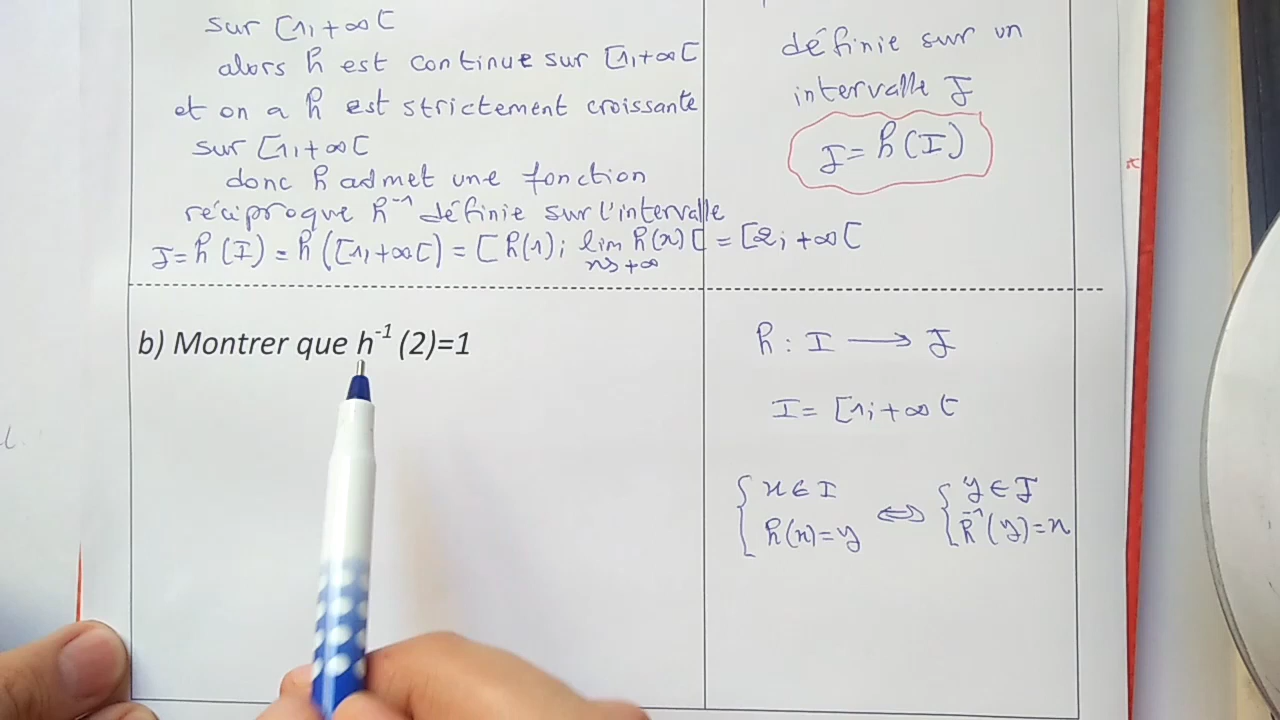 sur [1; +∞[
alors h est continue sur [1; +∞[
et on a h est strictement croissante
sur [1; +∞[
donc h admet une fonction
réciproque h⁻¹ définie sur l'intervalle
J = h(I) = h([1; +∞[) = [h(1); lim h(x)[ = [2; +∞[
x→+∞
définie sur un
intervalle J
J = h(I)
b) Montrer que h⁻¹ (2)=1
h : I ⟶ J
I = [1; +∞[
{ x ∈ I ⇔ { y ∈ J
{ h(x) = y { h⁻¹(y) = x